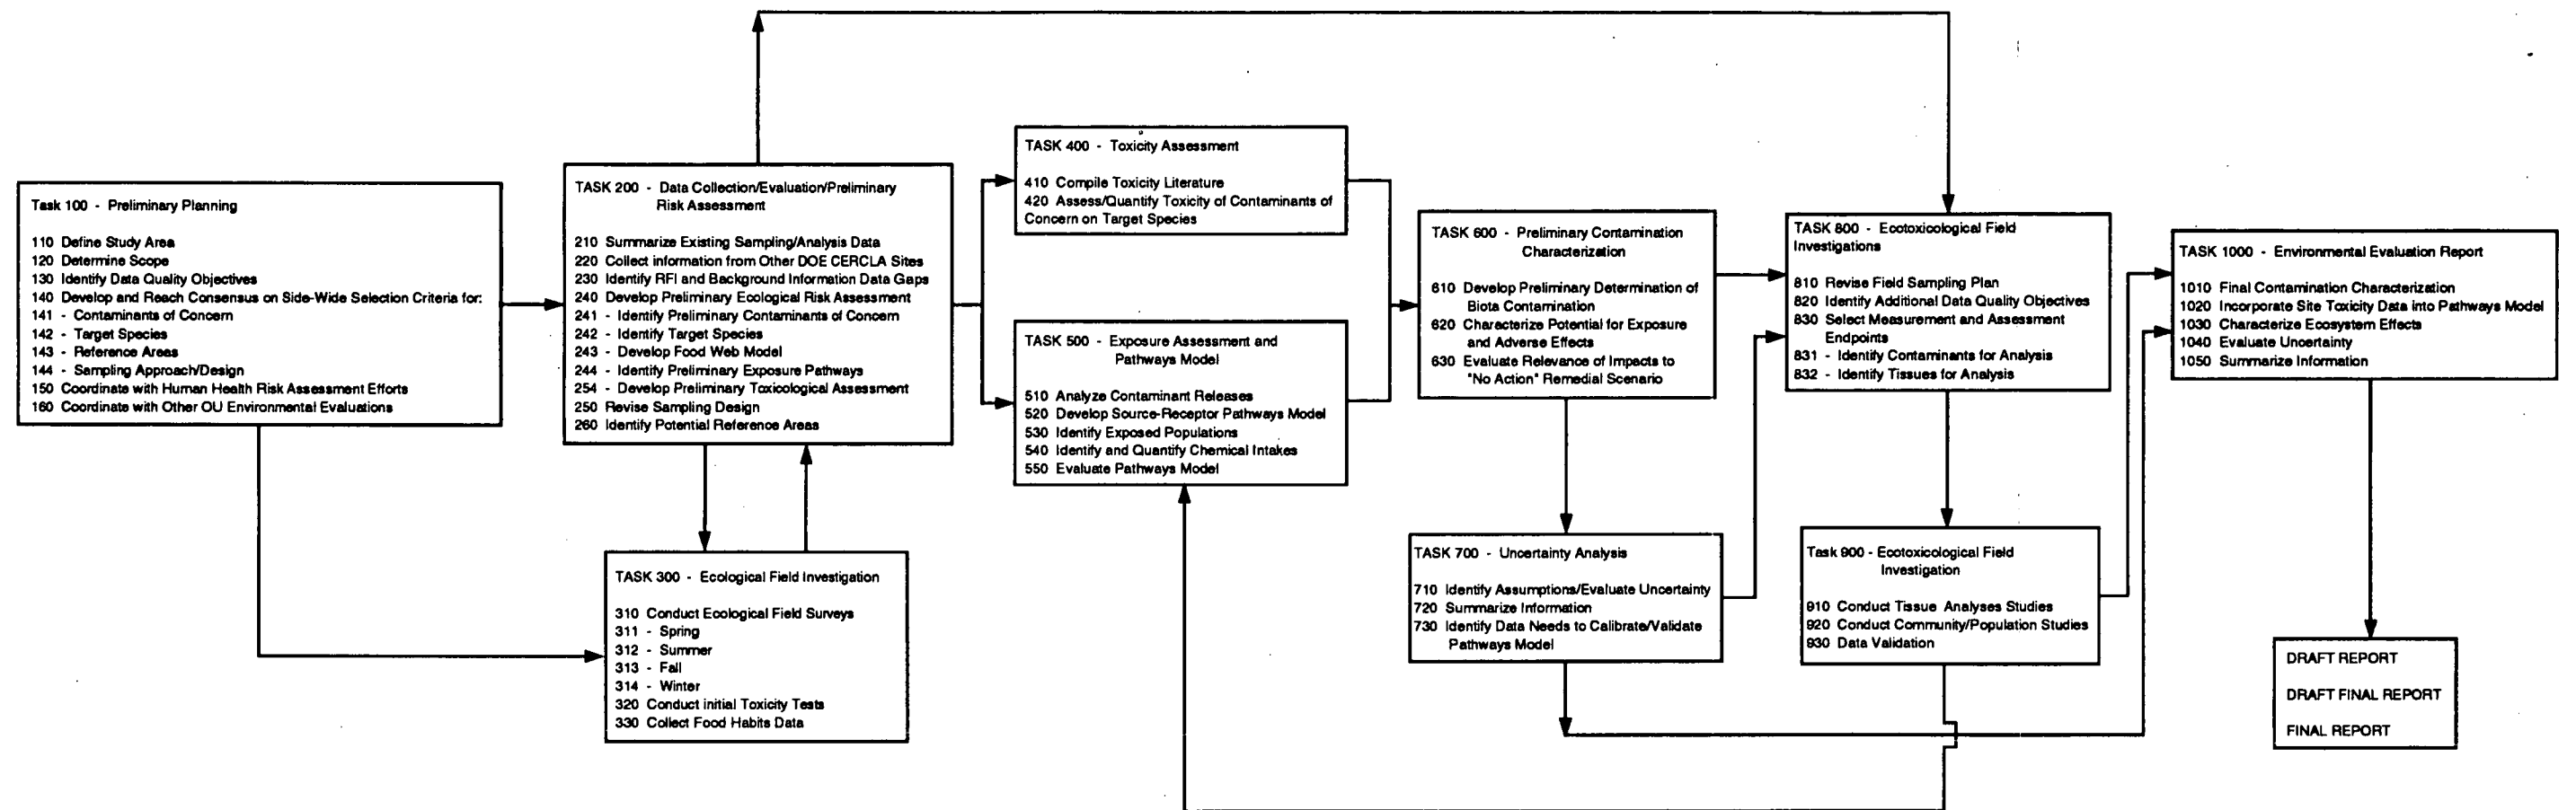 Task 100 - Preliminary Planning
110 Define Study Area
120 Determine Scope
130 Identify Data Quality Objectives
140 Develop and Reach Consensus on Side-Wide Selection Criteria for:
141 - Contaminants of Concern
142 - Target Species
143 - Reference Areas
144 - Sampling Approach/Design
150 Coordinate with Human Health Risk Assessment Efforts
160 Coordinate with Other OU Environmental Evaluations
TASK 200 - Data Collection/Evaluation/Preliminary
Risk Assessment
210 Summarize Existing Sampling/Analysis Data
220 Collect information from Other DOE CERCLA Sites
230 Identify RFI and Background Information Data Gaps
240 Develop Preliminary Ecological Risk Assessment
241 - Identify Preliminary Contaminants of Concern
242 - Identify Target Species
243 - Develop Food Web Model
244 - Identify Preliminary Exposure Pathways
254 - Develop Preliminary Toxicological Assessment
250 Revise Sampling Design
260 Identify Potential Reference Areas
TASK 300 - Ecological Field Investigation
310 Conduct Ecological Field Surveys
311 - Spring
312 - Summer
313 - Fall
314 - Winter
320 Conduct initial Toxicity Tests
330 Collect Food Habits Data
TASK 400 - Toxicity Assessment
410 Compile Toxicity Literature
420 Assess/Quantify Toxicity of Contaminants of
Concern on Target Species
TASK 500 - Exposure Assessment and
Pathways Model
510 Analyze Contaminant Releases
520 Develop Source-Receptor Pathways Model
530 Identify Exposed Populations
540 Identify and Quantify Chemical Intakes
550 Evaluate Pathways Model
TASK 600 - Preliminary Contamination
Characterization
610 Develop Preliminary Determination of
Biota Contamination
620 Characterize Potential for Exposure
and Adverse Effects
630 Evaluate Relevance of Impacts to
"No Action" Remedial Scenario
TASK 700 - Uncertainty Analysis
710 Identify Assumptions/Evaluate Uncertainty
720 Summarize Information
730 Identify Data Needs to Calibrate/Validate
Pathways Model
TASK 800 - Ecotoxicological Field
Investigations
810 Revise Field Sampling Plan
820 Identify Additional Data Quality Objectives
830 Select Measurement and Assessment
Endpoints
831 - Identify Contaminants for Analysis
832 - Identify Tissues for Analysis
Task 900 - Ecotoxicological Field
Investigation
910 Conduct Tissue Analyses Studies
920 Conduct Community/Population Studies
930 Data Validation
TASK 1000 - Environmental Evaluation Report
1010 Final Contamination Characterization
1020 Incorporate Site Toxicity Data into Pathways Model
1030 Characterize Ecosystem Effects
1040 Evaluate Uncertainty
1050 Summarize Information
DRAFT REPORT
DRAFT FINAL REPORT
FINAL REPORT